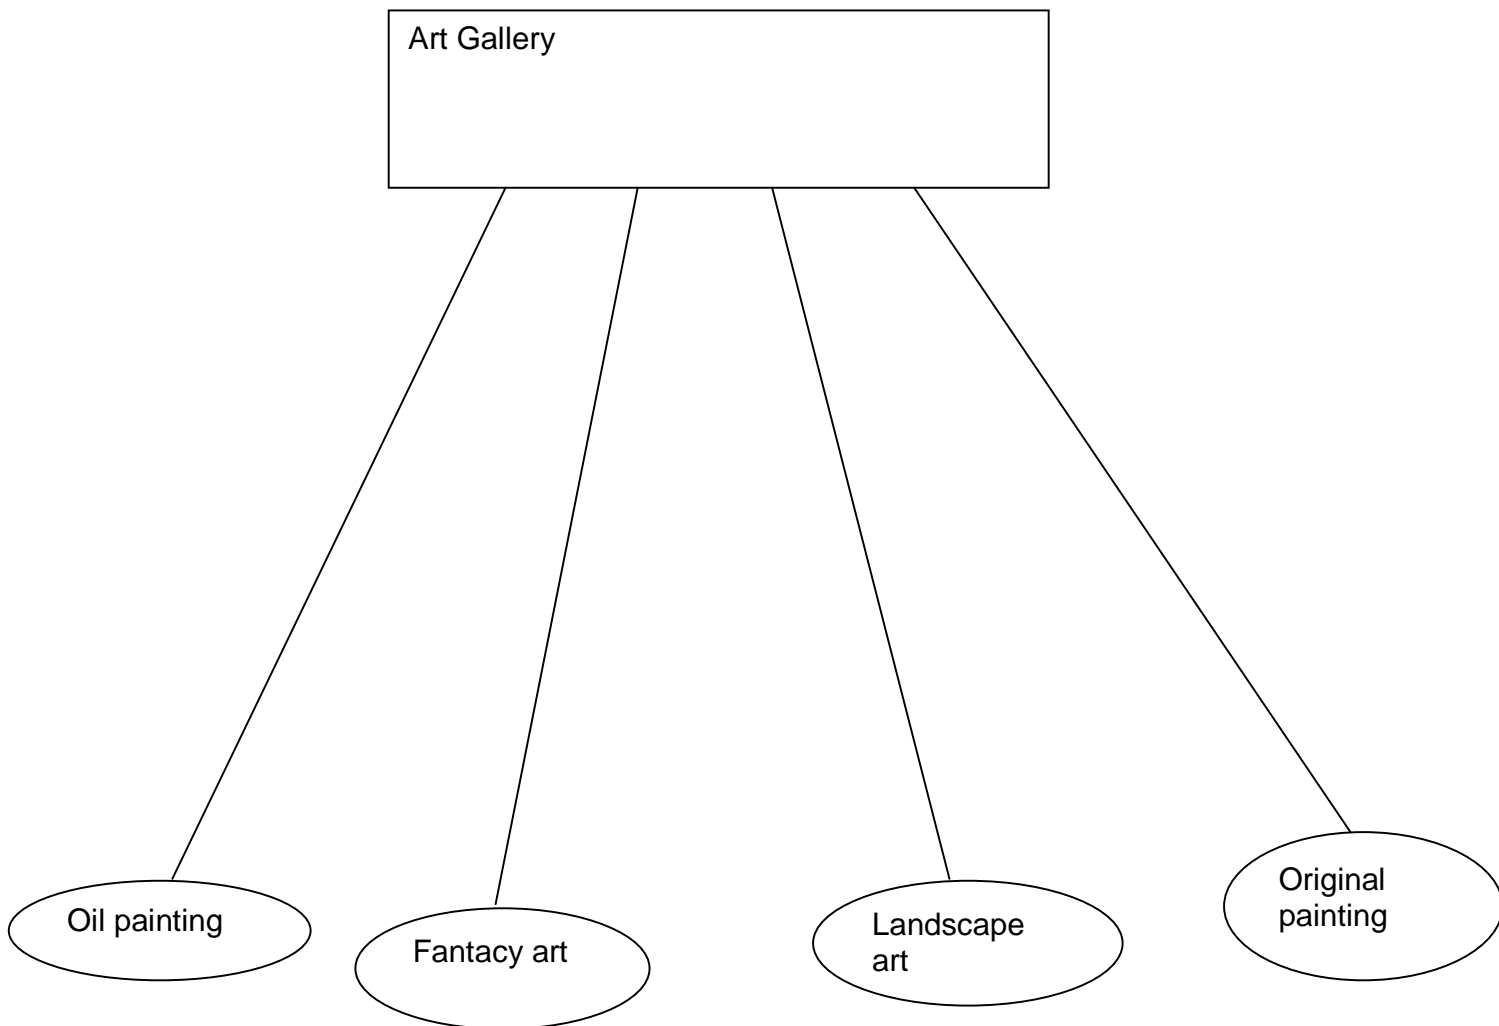 Art Gallery
Oil painting
Fantacy art
Landscape
art
Original
painting